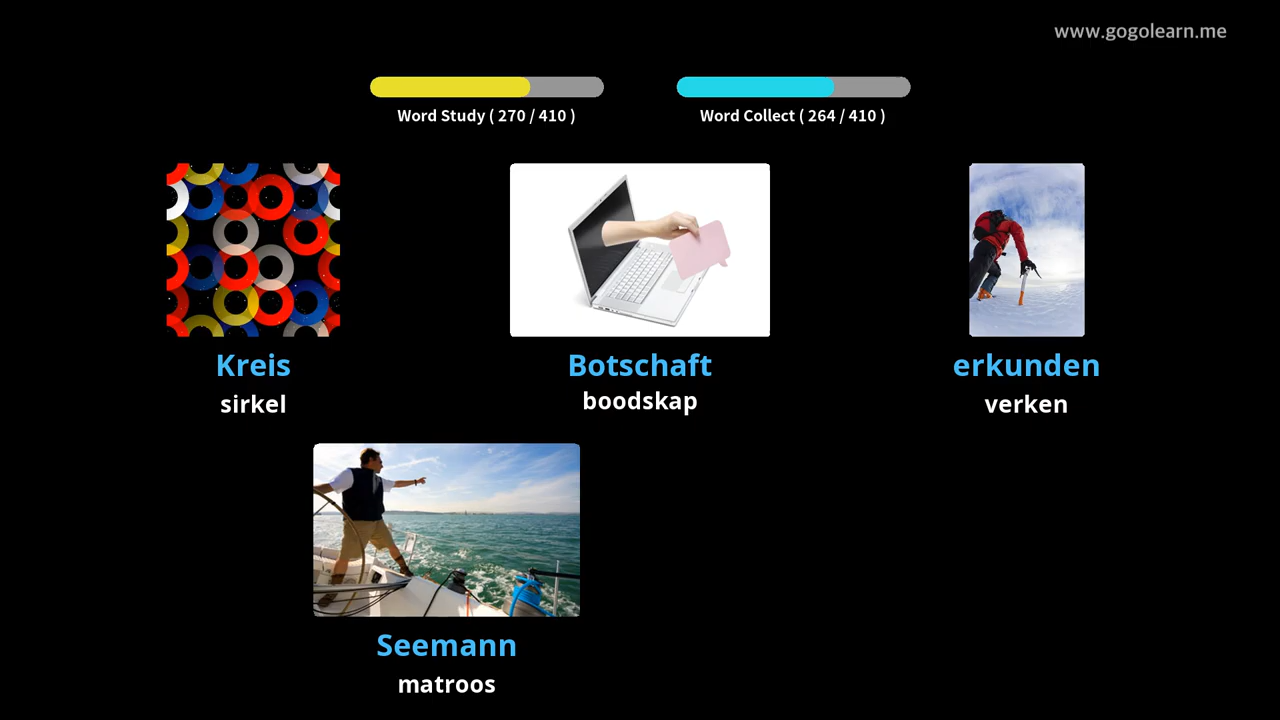 www.gogolearn.me
Word Study ( 270 / 410 )
Word Collect ( 264 / 410 )
Kreis
sirkel
Botschaft
boodskap
erkunden
verken
Seemann
matroos